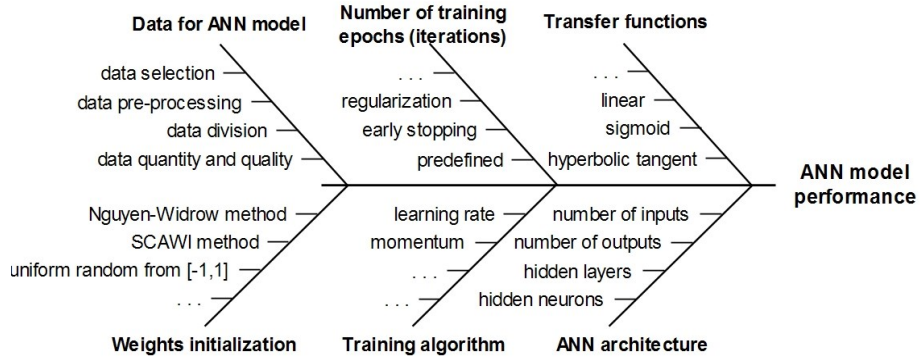 Data for ANN model
data selection
data pre-processing
data division
data quantity and quality
Number of training
epochs (iterations)
. . .
regularization
early stopping
predefined
Transfer functions
. . .
linear
sigmoid
hyperbolic tangent
ANN model
performance
Nguyen-Widrow method
SCAWI method
uniform random from [-1,1]
. . .
Weights initialization
learning rate
momentum
. . .
. . .
Training algorithm
number of inputs
number of outputs
hidden layers
hidden neurons
ANN architecture